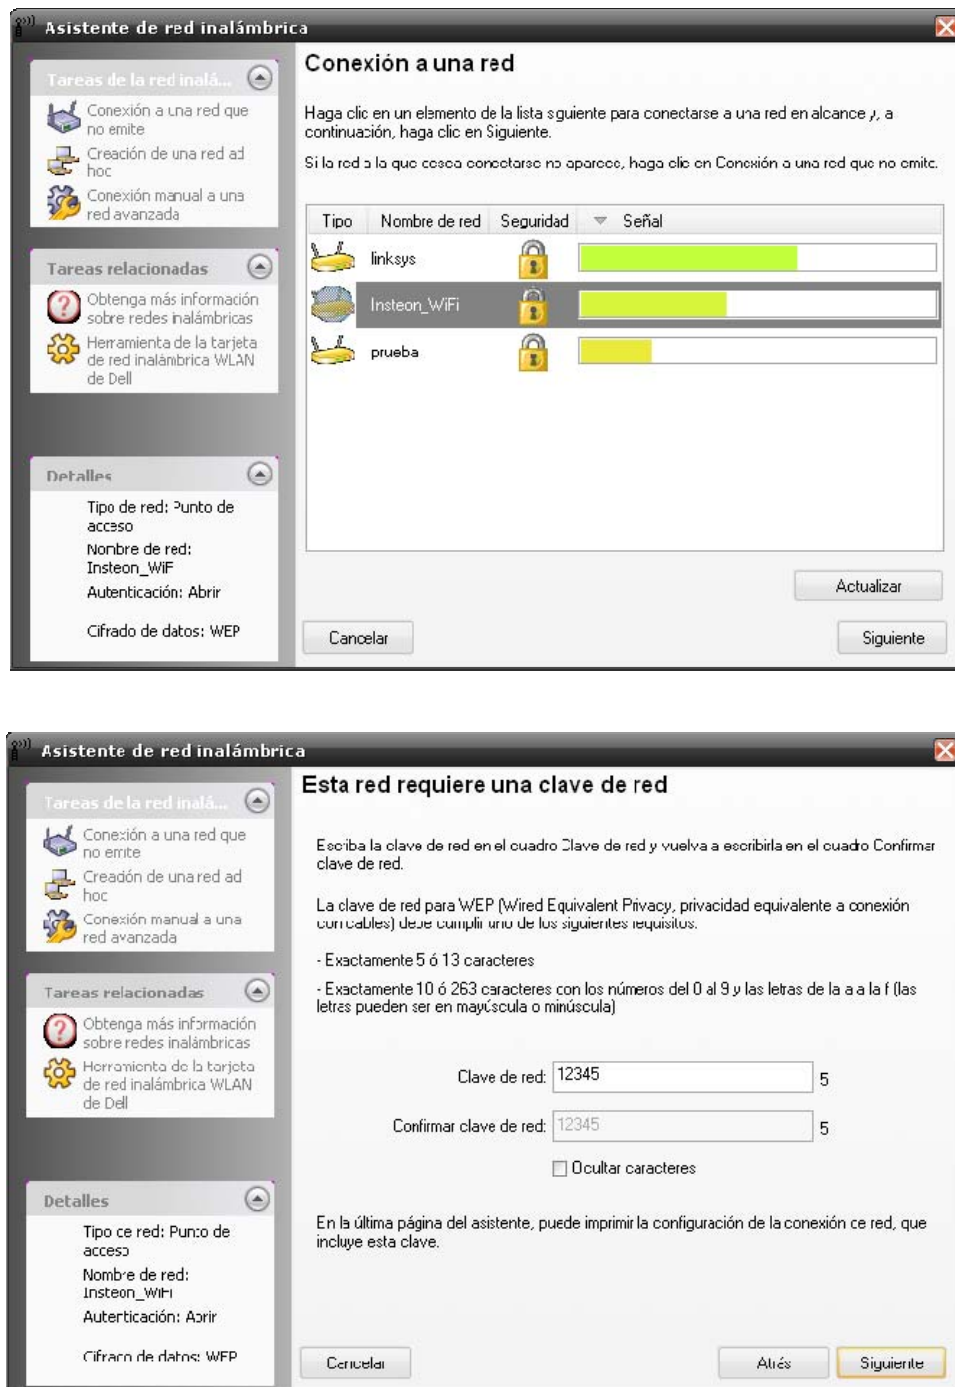 Asistente de red inalámbrica
Tareas de la red inalá...
Conexión a una red que
no emite
Creación de una red ad
hoc
Conexión manual a una
red avanzada
Tareas relacionadas
Obtenga más información
sobre redes inalámbricas
Herramienta de la tarjeta
de red inalámbrica WLAN
de Dell
Detalles
Tipo de red: Punto de
acceso
Nombre de red:
Insteon_WiF
Autenticación: Abrir
Cifrado de datos: WEP
Conexión a una red
Haga clic en un elemento de la lista siguiente para conectarse a una red en alcance y, a
continuación, haga clic en Siguiente.
Si la red a la que desea conectarse no aparece, haga clic en Conexión a una red que no emite.
Tipo Nombre de red Seguridad Señal
linksys
Insteon_WiFi
prueba
Actualizar
Cancelar
Siguiente
Asistente de red inalámbrica
Tareas de la red inalá...
Conexión a una red que
no emite
Creación de una red ad
hoc
Conexión manual a una
red avanzada
Tareas relacionadas
Obtenga más información
sobre redes inalámbricas
Herramienta de la tarjeta
de red inalámbrica WLAN
de Dell
Detalles
Tipo de red: Punto de
acceso
Nombre de red:
Insteon_WiFi
Autenticación: Abrir
Cifrado de datos: WEP
Esta red requiere una clave de red
Escriba la clave de red en el cuadro Clave de red y vuelva a escribirla en el cuadro Confirmar
clave de red.
La clave de red para WEP (Wired Equivalent Privacy, privacidad equivalente a conexión
con cables) debe cumplir uno de los siguientes requisitos:
- Exactamente 5 ó 13 caracteres
- Exactamente 10 ó 263 caracteres con los números del 0 al 9 y las letras de la a a la f (las
letras pueden ser en mayúscula o minúscula)
Clave de red: 12345 5
Confirmar clave de red: 12345 5
Ocultar caracteres
En la última página del asistente, puede imprimir la configuración de la conexión de red, que
incluye esta clave.
Cancelar
Atrás
Siguiente